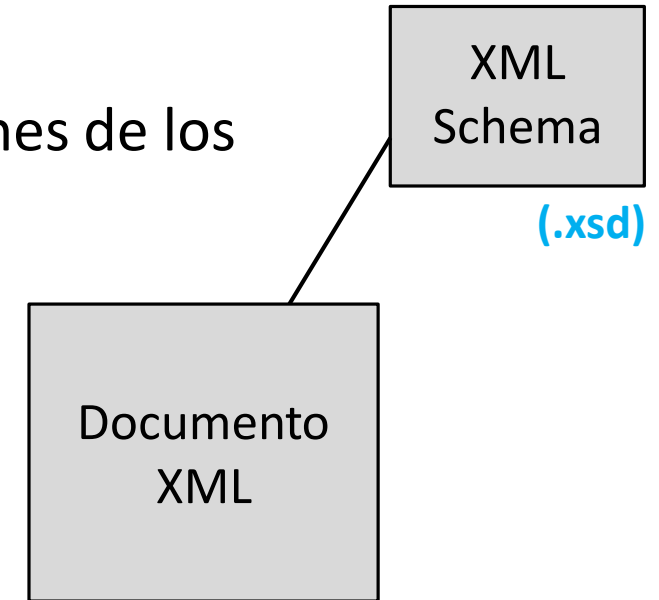 XML
Schema
nes de los
(.xsd)
Documento
XML